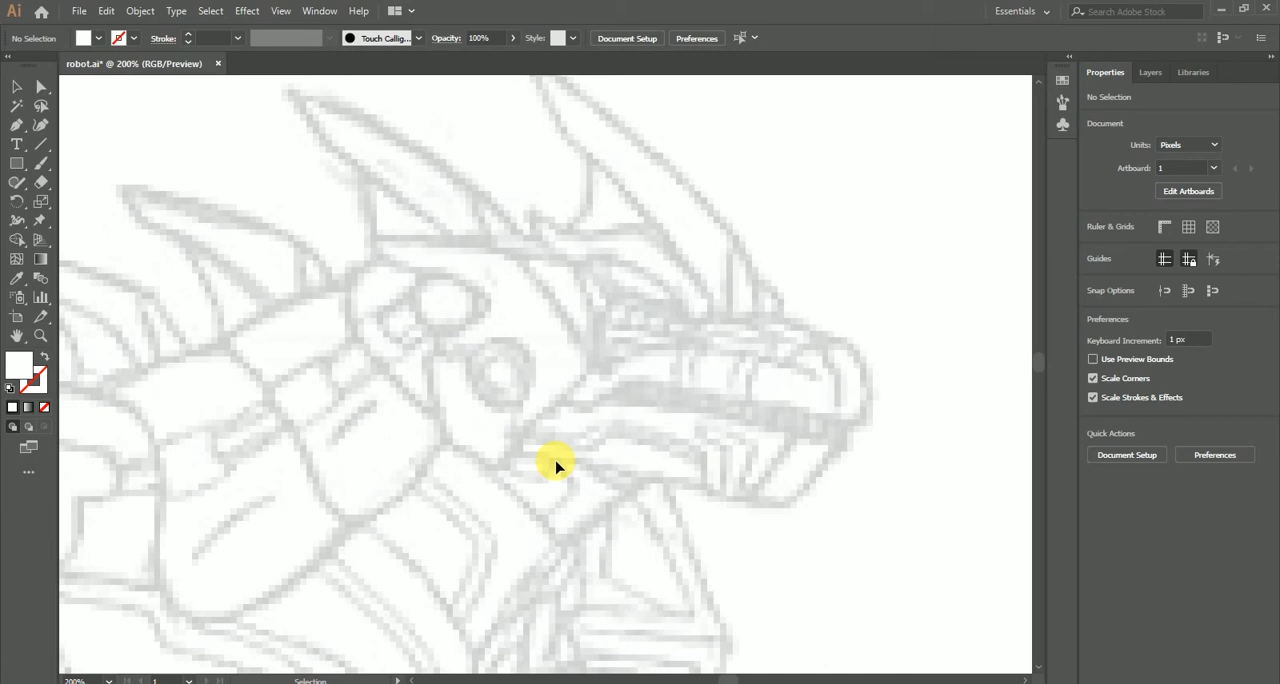 Ai File Edit Object Type Select Effect View Window Help Essentials Search Adobe Stock
No Selection Stroke: Touch Callig... Opacity: 100% Style: Document Setup Preferences
robot.ai* @ 200% (RGB/Preview)
Properties Layers Libraries
No Selection
Document
Units: Pixels
Artboard: 1
Edit Artboards
Ruler & Grids
Guides
Snap Options
Preferences
Keyboard Increment: 1 px
Use Preview Bounds
Scale Corners
Scale Strokes & Effects
Quick Actions
Document Setup Preferences
200% 1 Selection